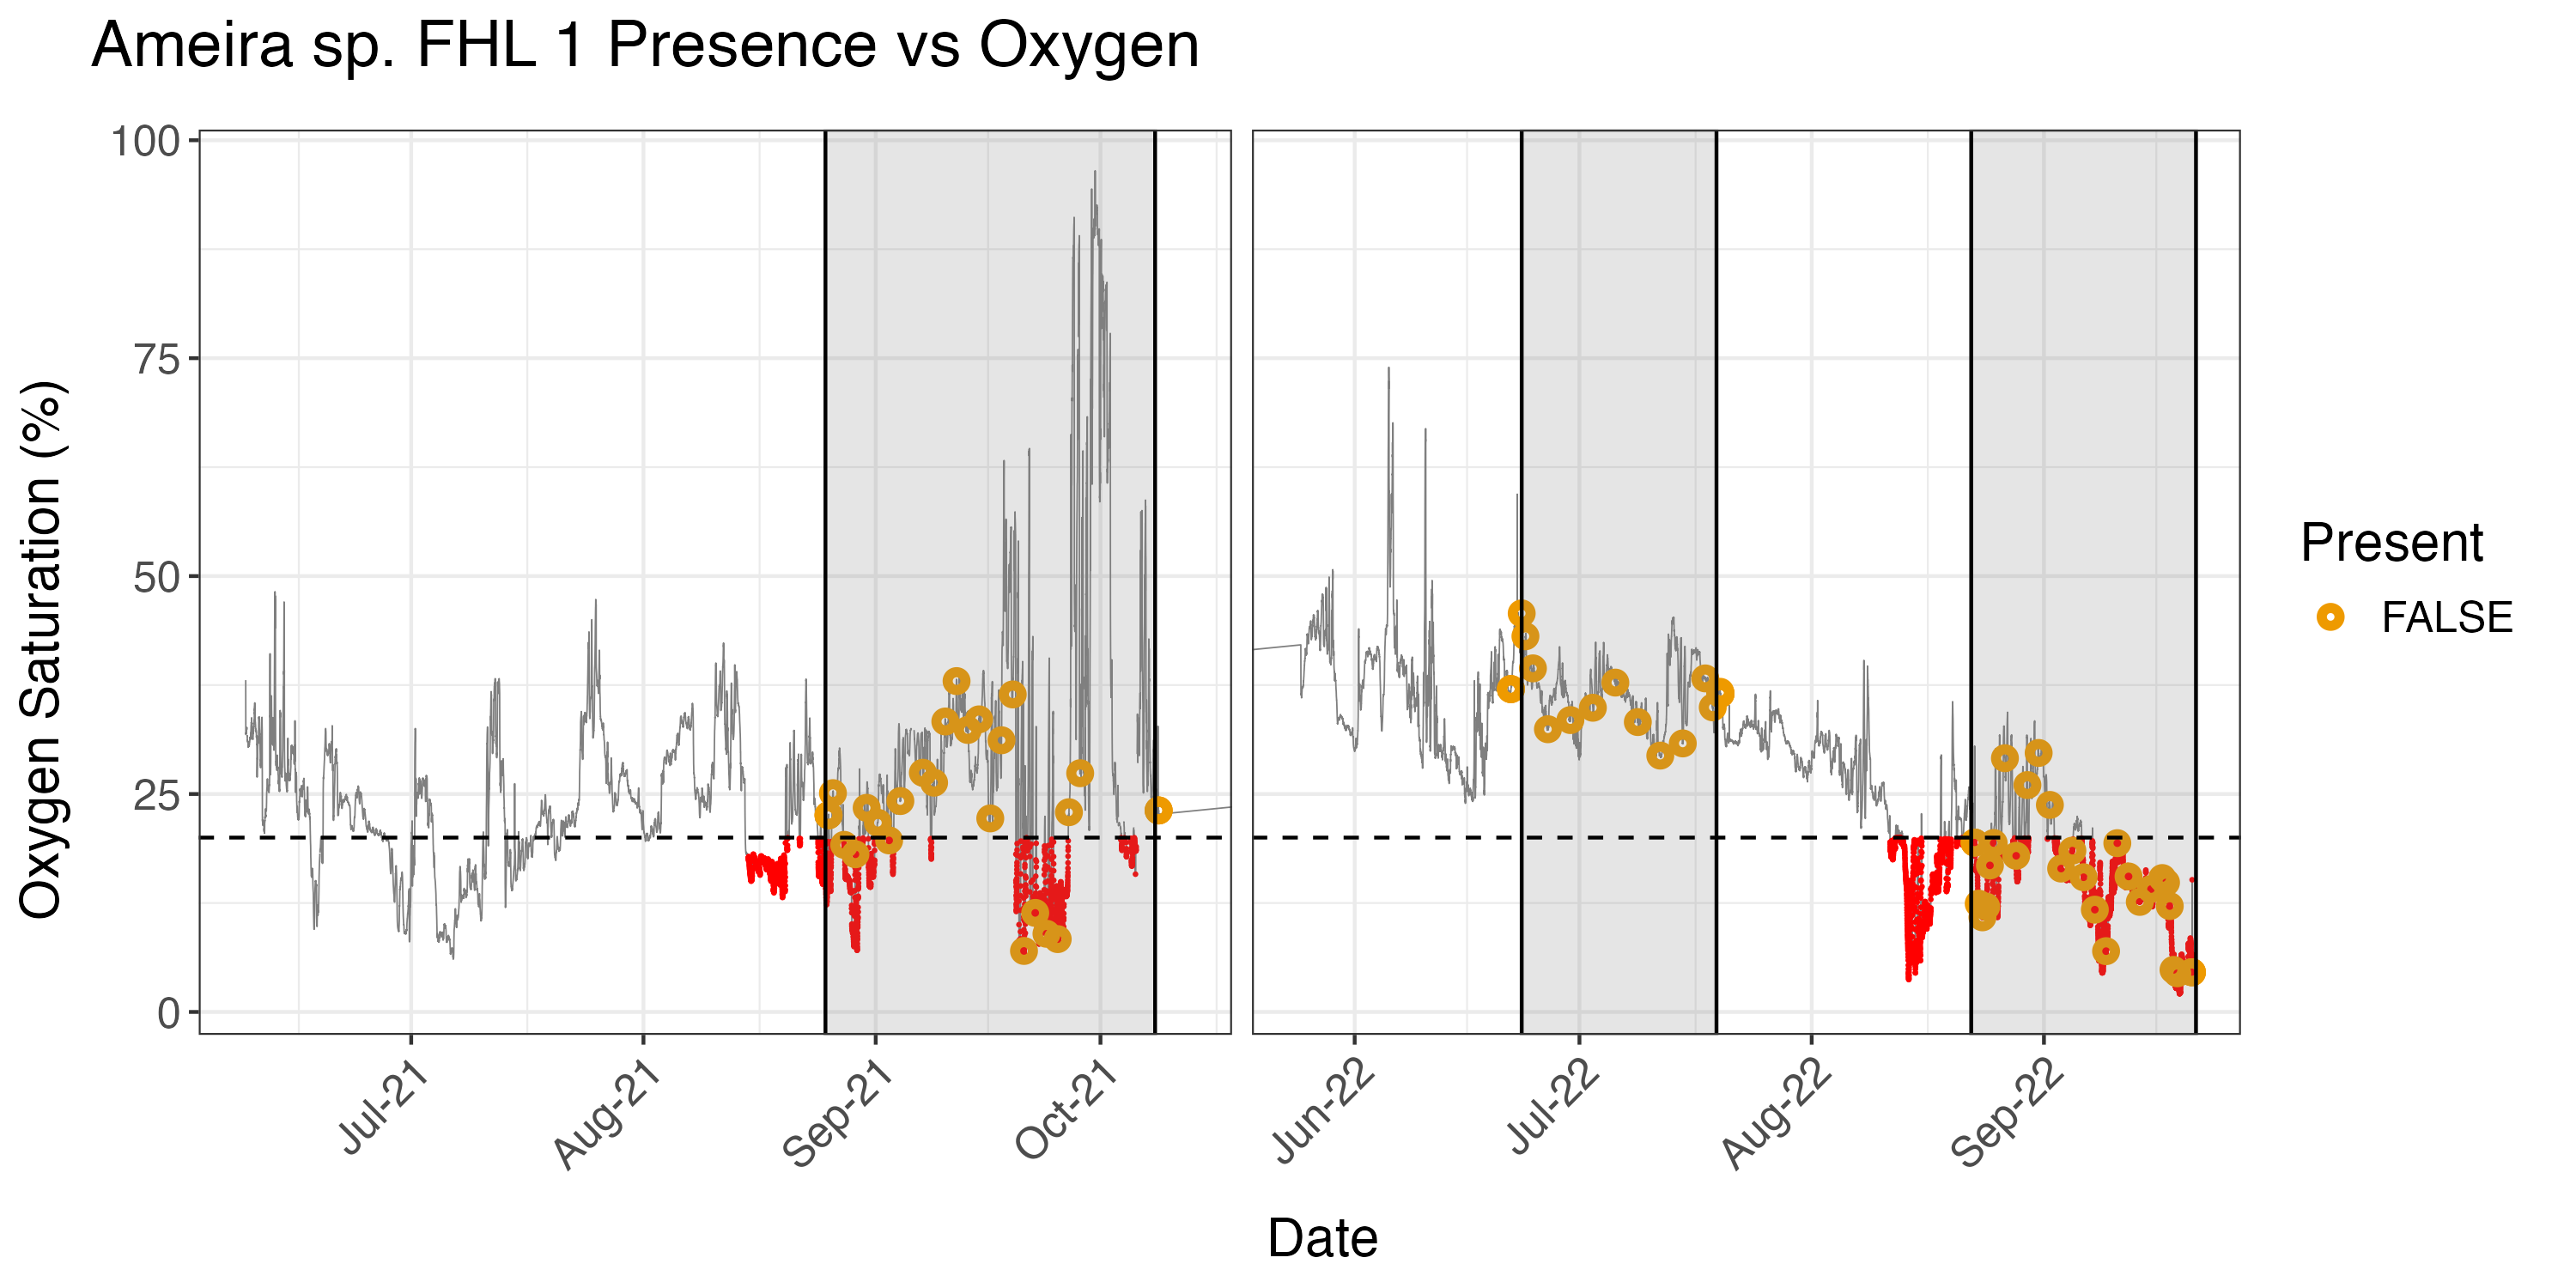 Ameira sp. FHL 1 Presence vs Oxygen
Oxygen Saturation (%)
100
75
50
25
0
Jul-21
Aug-21
Sep-21
Oct-21
Jun-22
Jul-22
Aug-22
Sep-22
Date
Present
FALSE